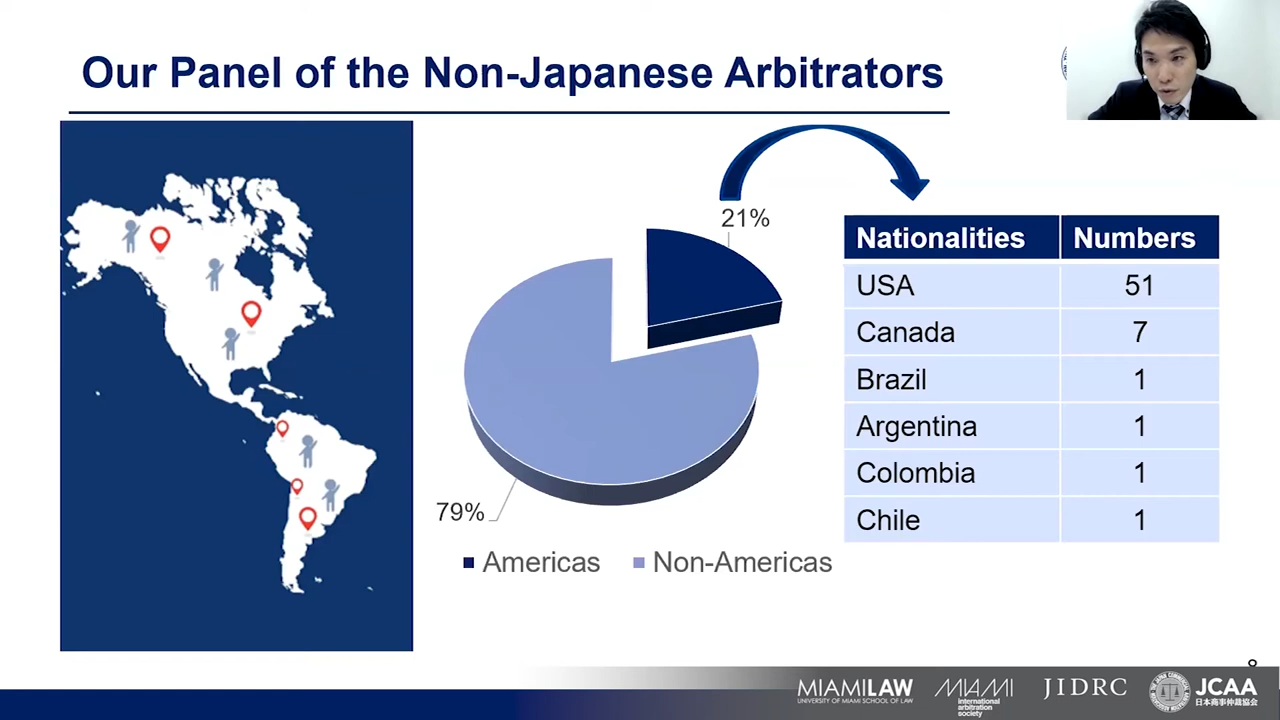 Our Panel of the Non-Japanese Arbitrators
21%
79%
Americas Non-Americas
Nationalities Numbers
USA 51
Canada 7
Brazil 1
Argentina 1
Colombia 1
Chile 1
8
MIAMILAW
UNIVERSITY OF MIAMI SCHOOL OF LAW
MIAMI
international
arbitration
society
JIDRC
JCAA
日本商事仲裁協会